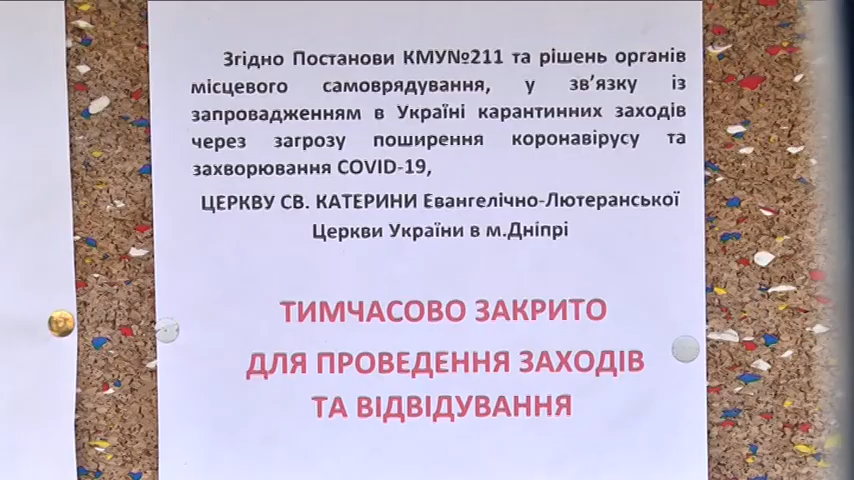 Згідно Постанови КМУ№211 та рішень органів
місцевого самоврядування, у зв’язку із
запровадженням в Україні карантинних заходів
через загрозу поширення коронавірусу та
захворювання COVID-19,
ЦЕРКВУ СВ. КАТЕРИНИ Евангелічно-Лютеранської
Церкви України в м.Дніпрі
ТИМЧАСОВО ЗАКРИТО
ДЛЯ ПРОВЕДЕННЯ ЗАХОДІВ
ТА ВІДВІДУВАННЯ